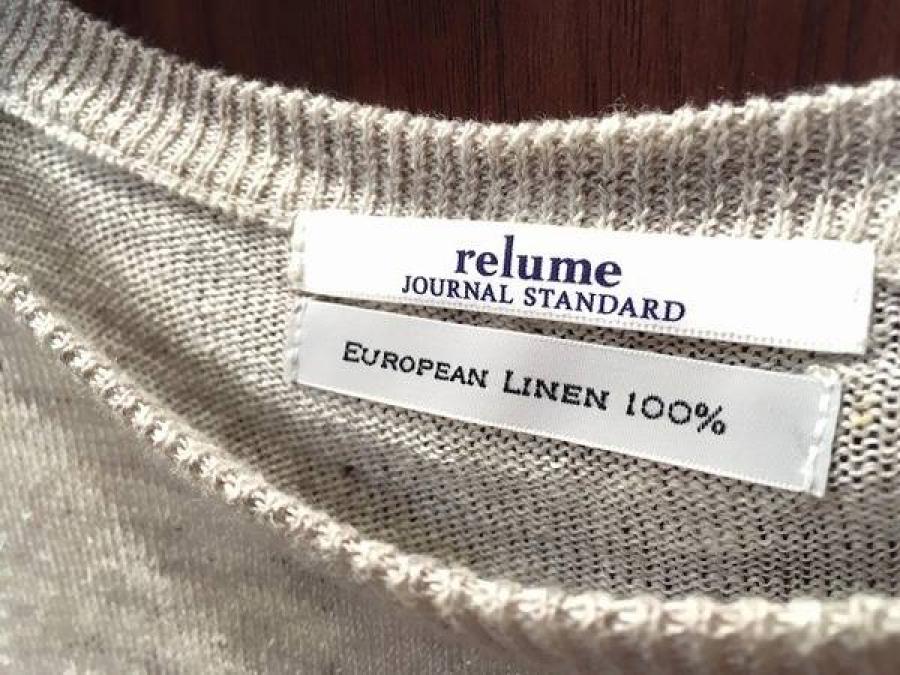 relume
JOURNAL STANDARD
EUROPEAN LINEN 100%